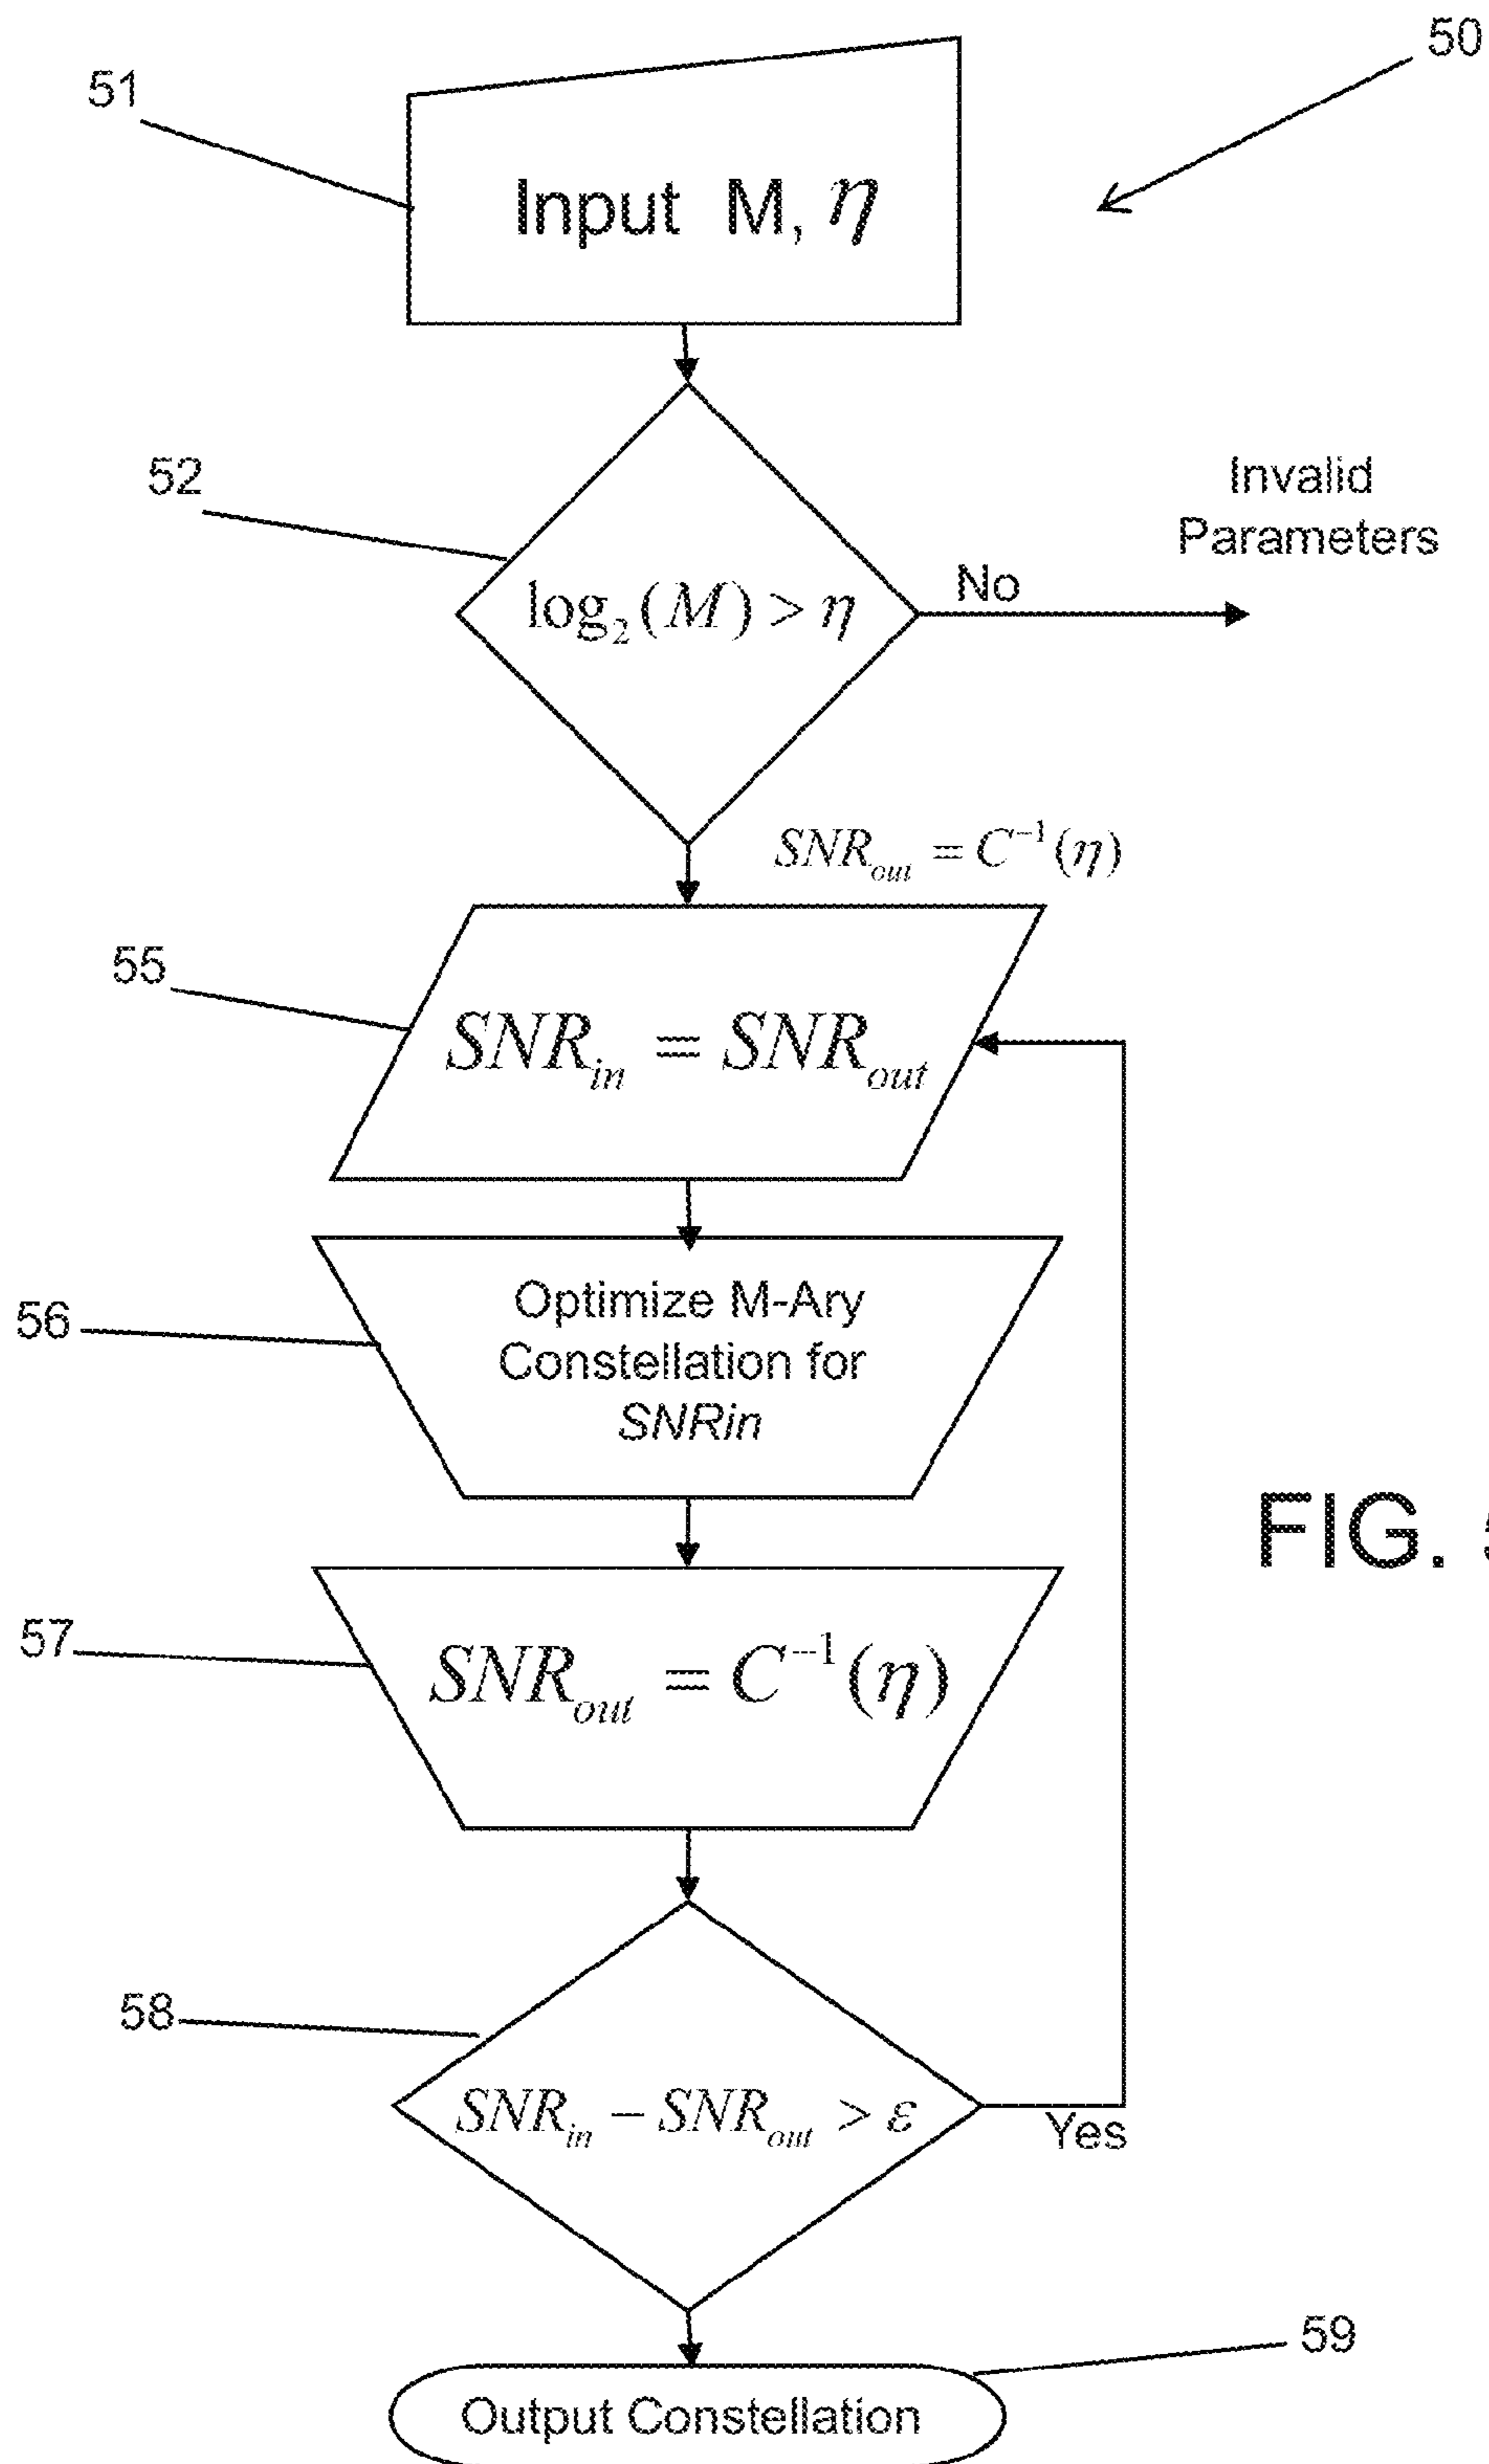 50
51
Input M, η
52
Invalid
Parameters
log₂(M) > η
No
SNR_out = C⁻¹(η)
55
SNR_in = SNR_out
56
Optimize M-Ary
Constellation for
SNRin
FIG. 5
57
SNR_out = C⁻¹(η)
58
SNR_in − SNR_out > ε
Yes
59
Output Constellation